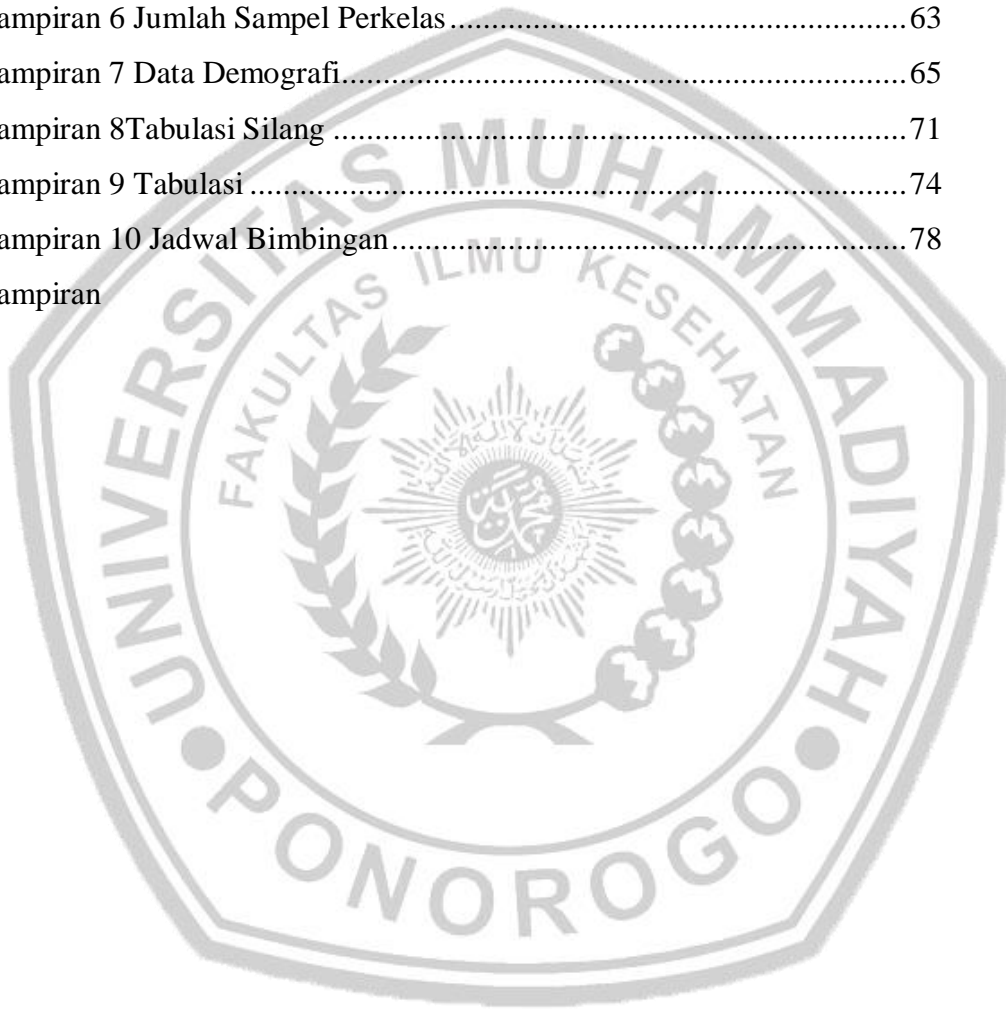 ampiran 6 Jumlah Sampel Perkelas................................................................63
ampiran 7 Data Demografi................................................................65
ampiran 8Tabulasi Silang ................................................................71
ampiran 9 Tabulasi ................................................................74
ampiran 10 Jadwal Bimbingan................................................................78
ampiran
UNIVERSITAS MUHAMMADIYAH
FAKULTAS ILMU KESEHATAN
PONOROGO